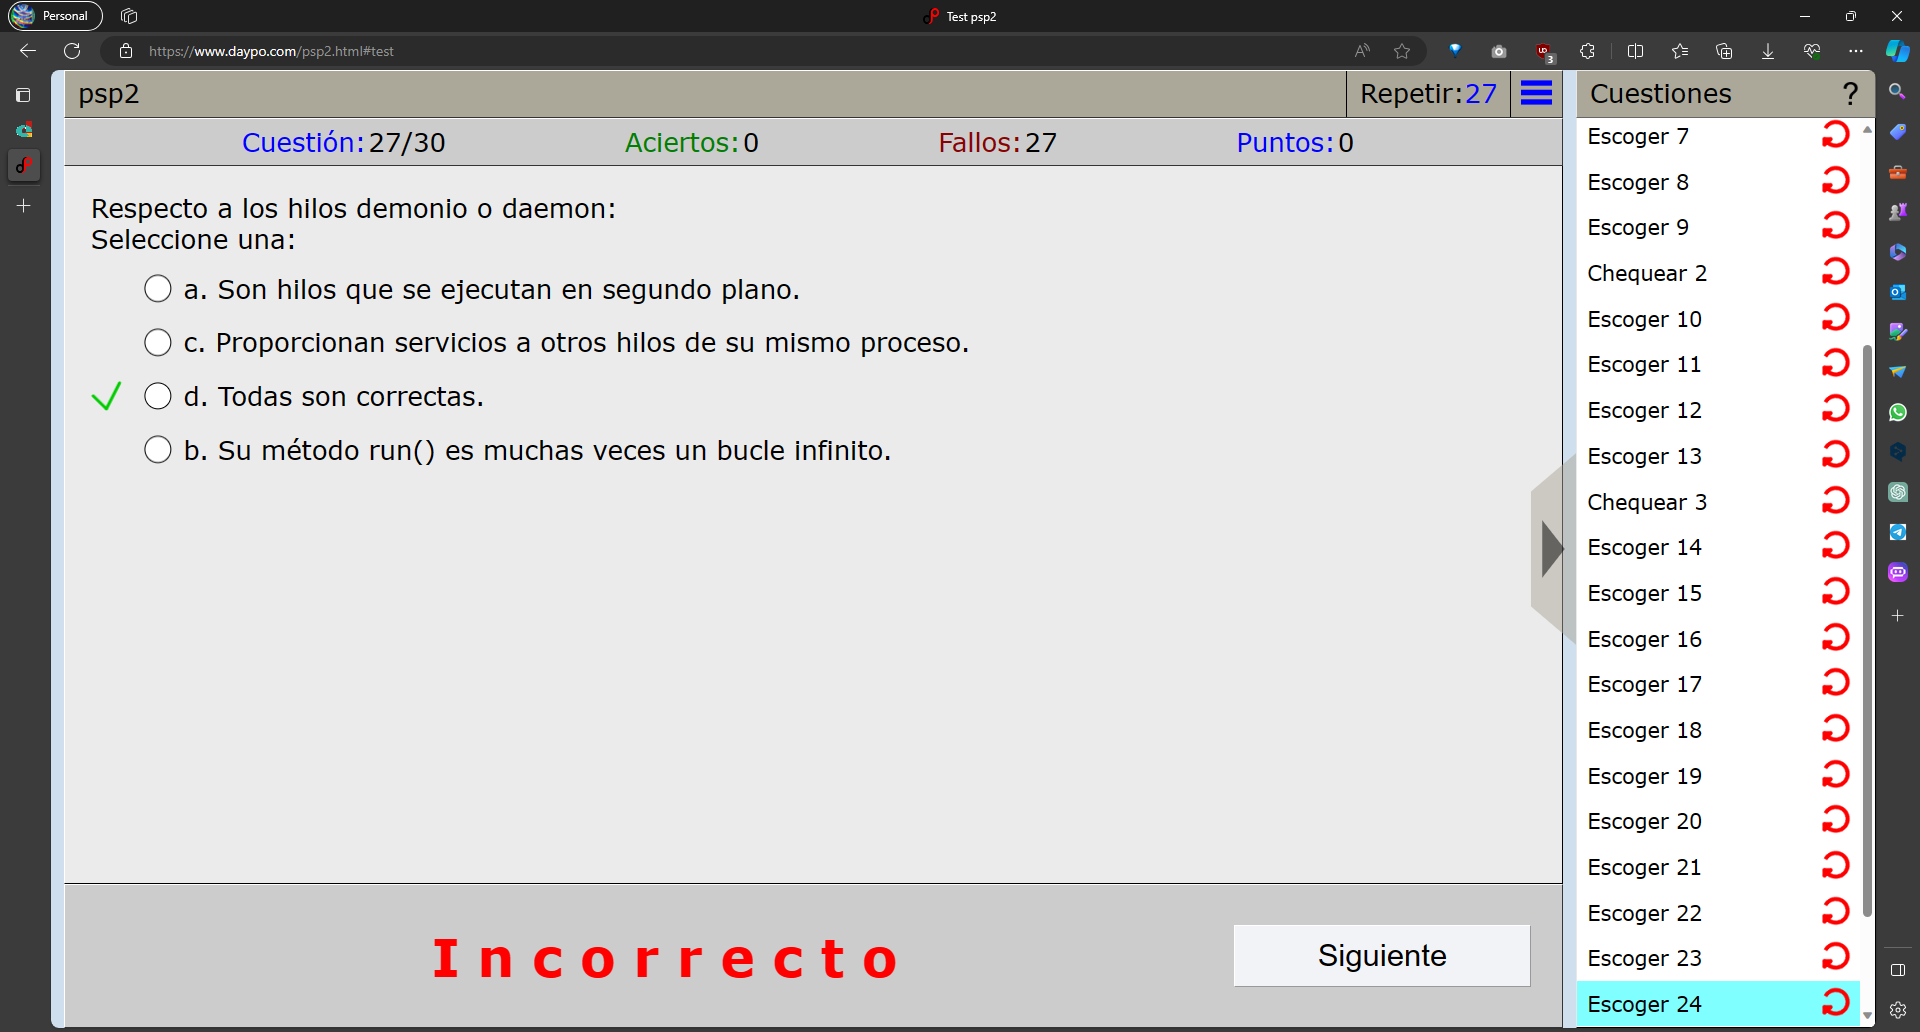 Personal
Test psp2
https://www.daypo.com/psp2.html#test
3
psp2
Repetir:27
Cuestión:27/30 Aciertos:0 Fallos:27 Puntos:0
Respecto a los hilos demonio o daemon:
Seleccione una:
a. Son hilos que se ejecutan en segundo plano.
c. Proporcionan servicios a otros hilos de su mismo proceso.
d. Todas son correctas.
b. Su método run() es muchas veces un bucle infinito.
Incorrecto
Siguiente
Cuestiones ?
Escoger 7
Escoger 8
Escoger 9
Chequear 2
Escoger 10
Escoger 11
Escoger 12
Escoger 13
Chequear 3
Escoger 14
Escoger 15
Escoger 16
Escoger 17
Escoger 18
Escoger 19
Escoger 20
Escoger 21
Escoger 22
Escoger 23
Escoger 24